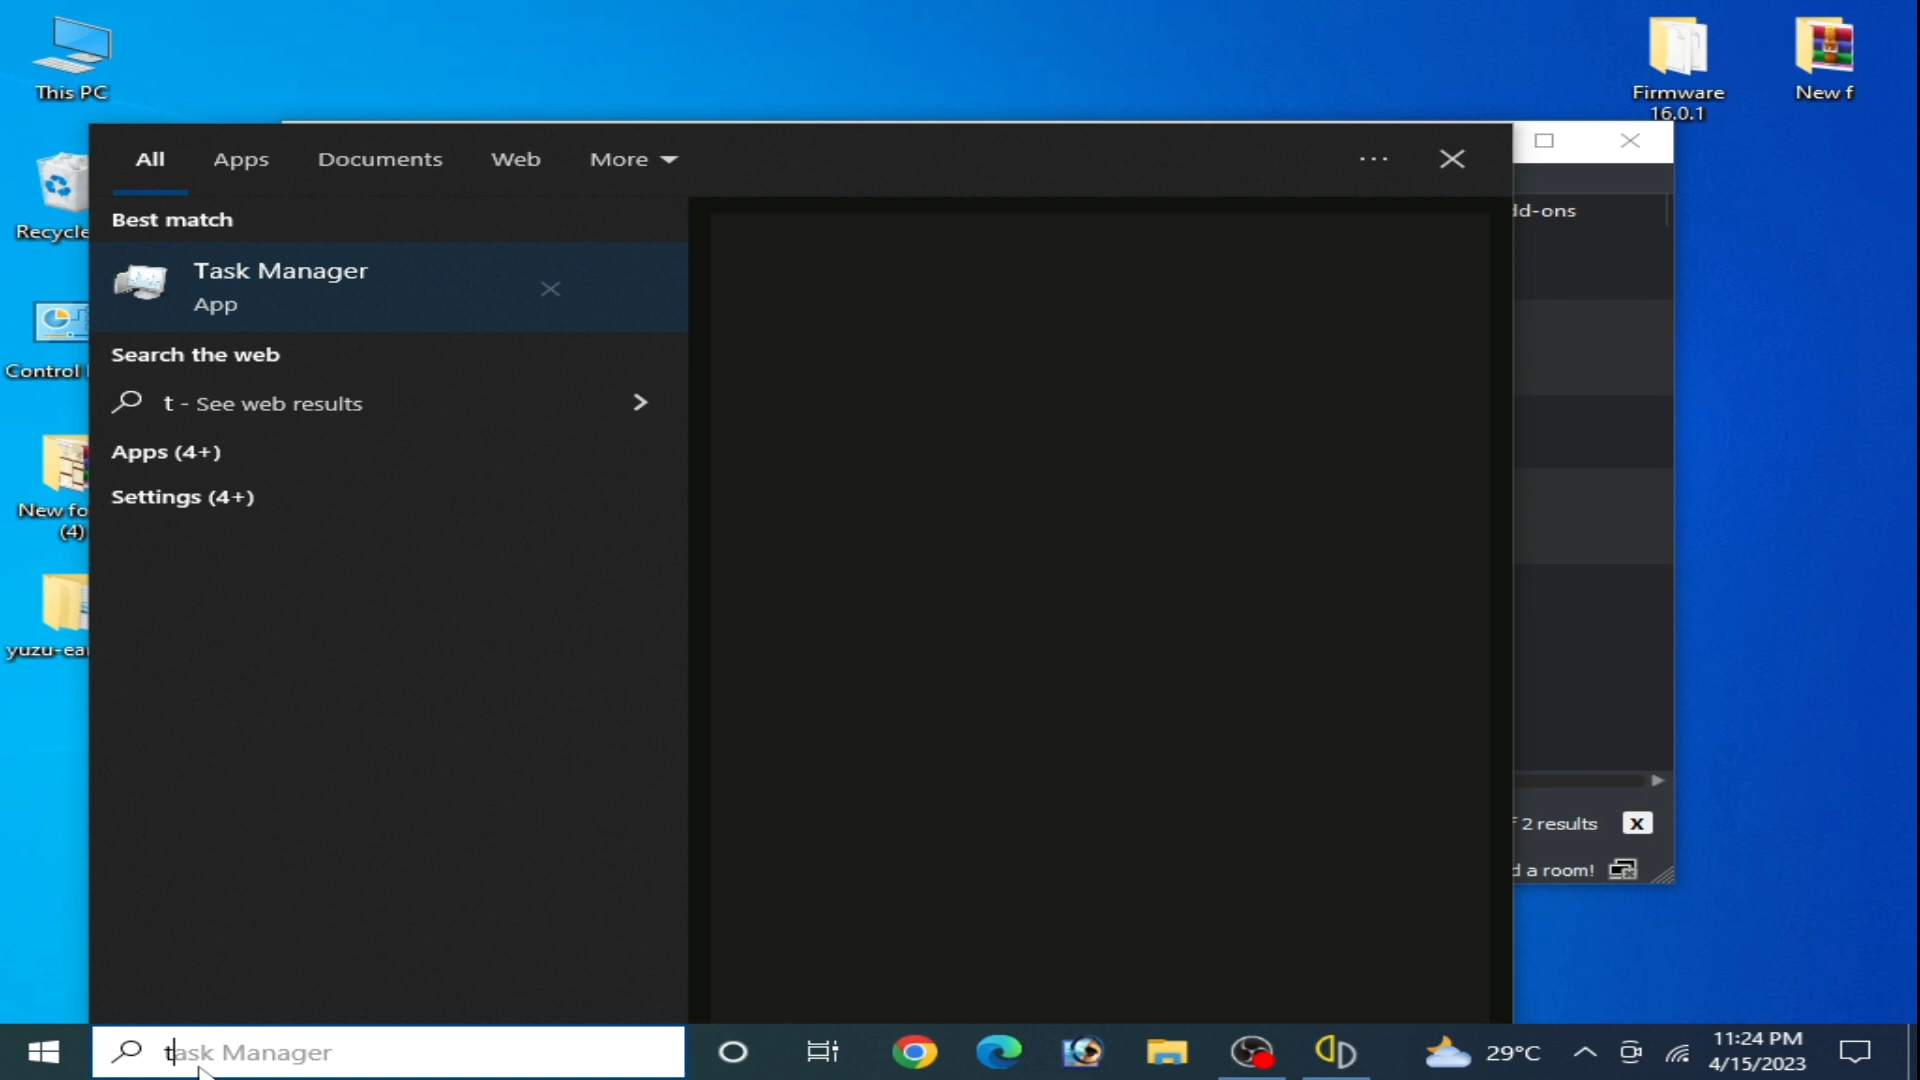 This PC
Firmware
16.0.1
New f
All
Apps
Documents
Web
More
Recycle
dd-ons
Best match
Task Manager
App
Control
Search the web
t - See web results
Apps (4+)
Settings (4+)
New fo
(4)
yuzu-ea
2 results
x
d a room!
task Manager
29°C
11:24 PM
4/15/2023